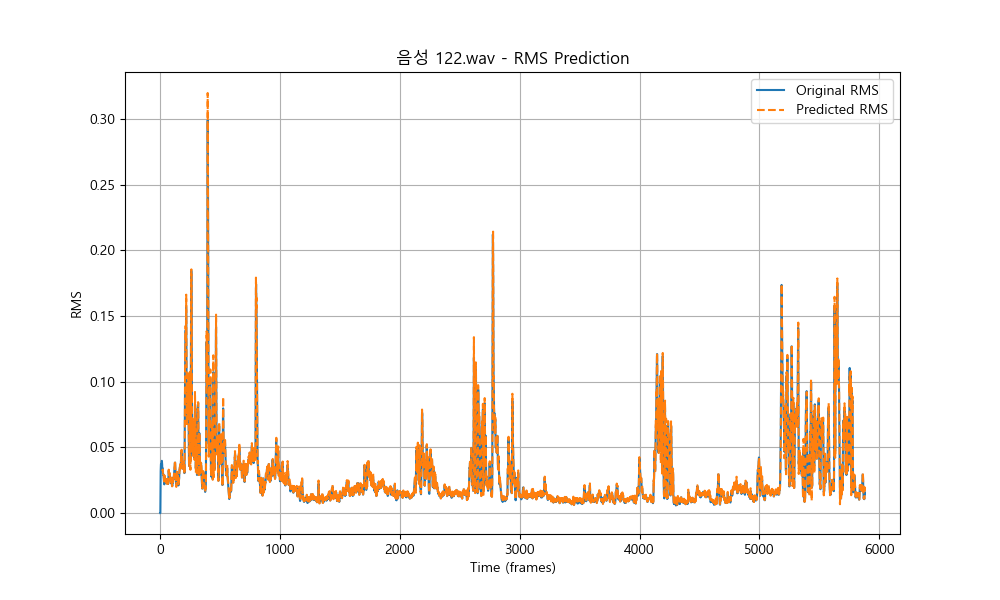 음성 122.wav - RMS Prediction
Original RMS
Predicted RMS
RMS
0.30
0.25
0.20
0.15
0.10
0.05
0.00
0 1000 2000 3000 4000 5000 6000
Time (frames)